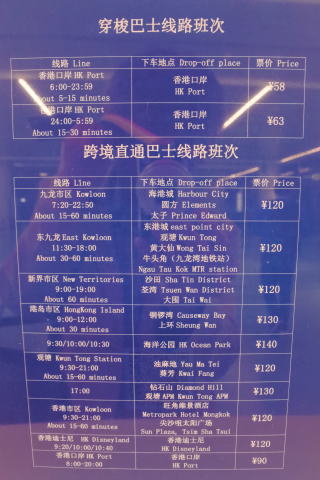 穿梭巴士线路班次
线路 Line 下车地点 Drop-off place 票价 Price
香港口岸 HK Port
6:00-23:59
About 5-15 minutes
香港口岸
HK Port
¥58
香港口岸 HK Port
24:00-5:59
About 15-30 minutes
香港口岸
HK Port
¥63
跨境直通巴士线路班次
线路 Line 下车地点 Drop-off place 票价 Price
九龙市区 Kowloon
7:20-22:50
About 15-60 minutes
海港城 Harbour City
圆方 Elements
太子 Prince Edward
¥120
东九龙 East Kowloon
11:30-18:00
About 30-60 minutes
东港城 east point city
观塘 Kwun Tong
黄大仙 Wong Tai Sin
牛头角（九龙湾地铁站）
Ngau Tau Kok MTR station
¥120
新界市区 New Territories
9:00-19:00
About 60 minutes
沙田 Sha Tin District
荃湾 Tsuen Wan District
大围 Tai Wai
¥120
港岛市区 HongKong Island
9:00-12:00
About 30 minutes
铜锣湾 Causeway Bay
上环 Sheung Wan
¥130
9:30/10:00/10:30
海洋公园 HK Ocean Park
¥140
观塘 Kwun Tong Station
9:30-21:00
About 15-60 minutes
油麻地 Yau Ma Tei
葵芳 Kwai Fang
¥120
17:00
钻石山 Diamond Hill
观塘 APM Kwun Tong APM
¥130
香港市区 Kowloon
9:30-21:00
About 15-60 minutes
旺角维景酒店
Metropark Hotel Mongkok
尖沙咀太阳广场
Sun Plaza, Tsim Sha Tsui
¥120
香港迪士尼 HK Disneyland
9:20/10:00/10:40
香港迪士尼
HK Disneyland
¥120
香港口岸 HK Port
8:00-20:00
香港口岸
HK Port
¥90